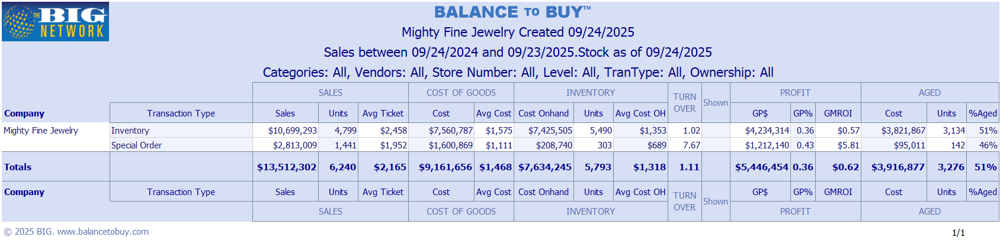 THE BIG NETWORK
BALANCE TO BUY™
Mighty Fine Jewelry Created 09/24/2025
Sales between 09/24/2024 and 09/23/2025.Stock as of 09/24/2025
Categories: All, Vendors: All, Store Number: All, Level: All, TranType: All, Ownership: All
SALES COST OF GOODS INVENTORY TURN OVER Shown PROFIT AGED
Company Transaction Type Sales Units Avg Ticket Cost Avg Cost Cost Onhand Units Avg Cost OH GP$ GP% GMROI Cost Units %Aged
Mighty Fine Jewelry Inventory $10,699,293 4,799 $2,458 $7,560,787 $1,575 $7,425,505 5,490 $1,353 1.02 $4,234,314 0.36 $0.57 $3,821,867 3,134 51%
Special Order $2,813,009 1,441 $1,952 $1,600,869 $1,111 $208,740 303 $689 7.67 $1,212,140 0.43 $5.81 $95,011 142 46%
Totals $13,512,302 6,240 $2,165 $9,161,656 $1,468 $7,634,245 5,793 $1,318 1.11 $5,446,454 0.36 $0.62 $3,916,877 3,276 51%
Company Transaction Type Sales Units Avg Ticket Cost Avg Cost Cost Onhand Units Avg Cost OH TURN OVER Shown GP$ GP% GMROI Cost Units %Aged
SALES COST OF GOODS INVENTORY PROFIT AGED
© 2025 BIG. www.balancetobuy.com
1/1